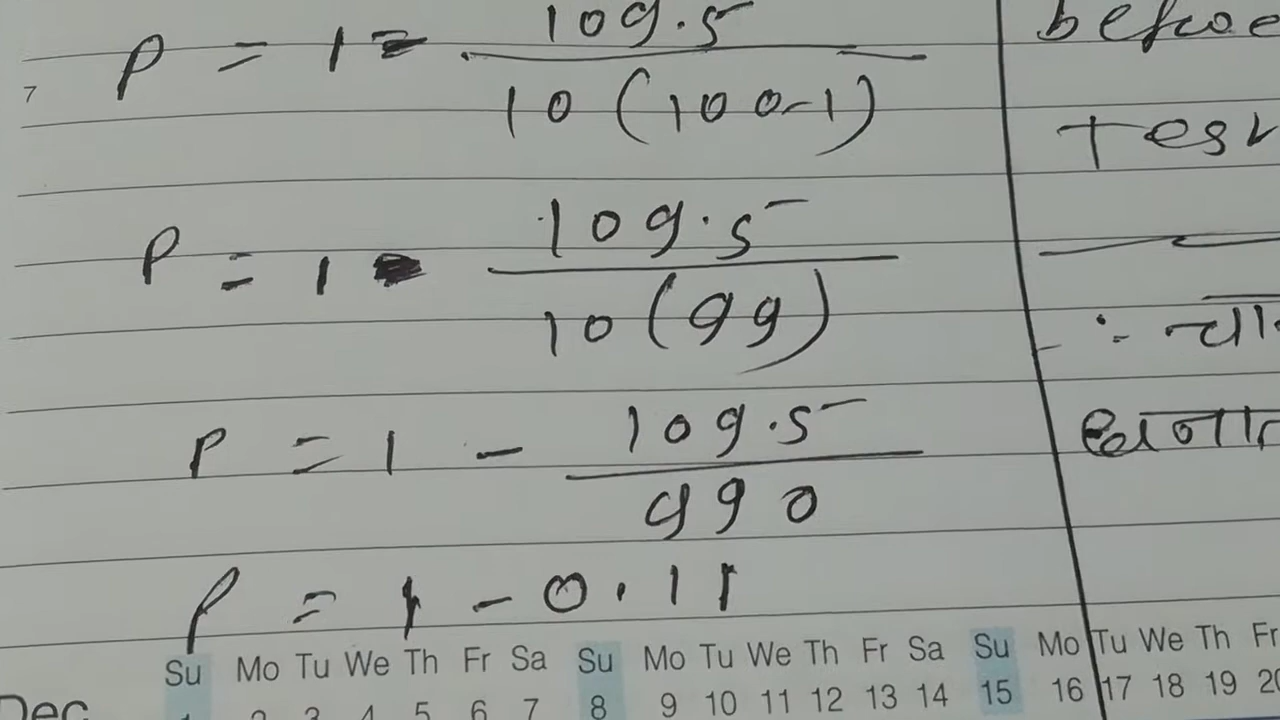 ρ = 1 - 109.5
10 (100-1)
7
ρ = 1 - 109.5
10 (99)
ρ = 1 - 109.5
990
ρ = 1 - 0.11
Su Mo Tu We Th Fr Sa Su Mo Tu We Th Fr Sa Su Mo Tu We Th Fr
Dec 1 2 3 4 5 6 7 8 9 10 11 12 13 14 15 16 17 18 19 20